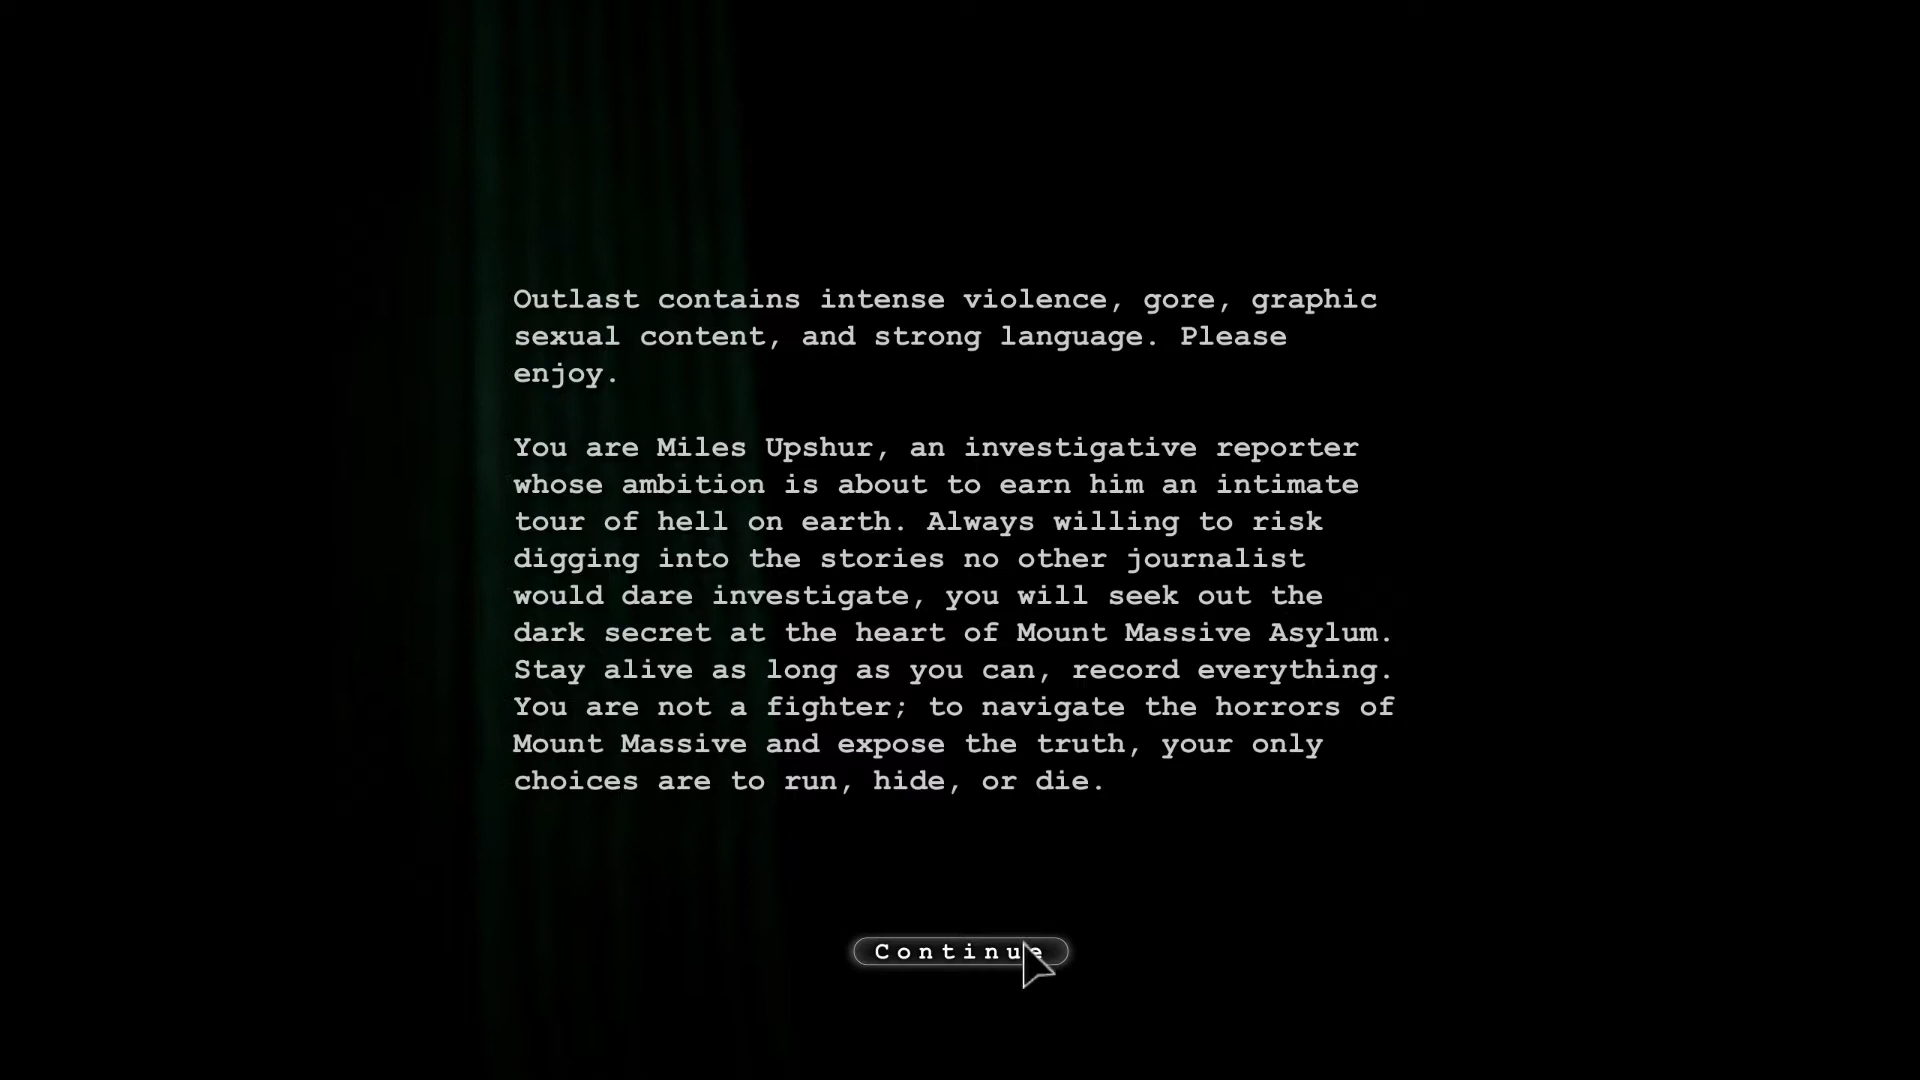 Outlast contains intense violence, gore, graphic
sexual content, and strong language. Please
enjoy.
You are Miles Upshur, an investigative reporter
whose ambition is about to earn him an intimate
tour of hell on earth. Always willing to risk
digging into the stories no other journalist
would dare investigate, you will seek out the
dark secret at the heart of Mount Massive Asylum.
Stay alive as long as you can, record everything.
You are not a fighter; to navigate the horrors of
Mount Massive and expose the truth, your only
choices are to run, hide, or die.
Continue